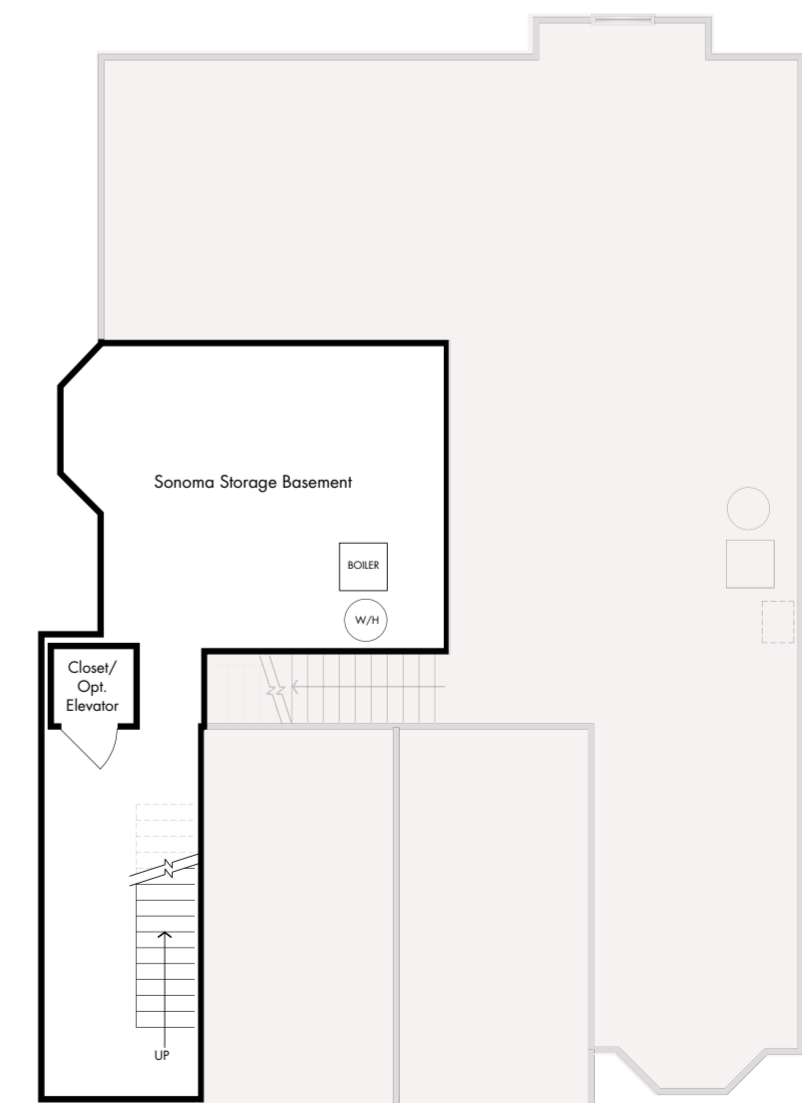 Sonoma Storage Basement
BOILER
W/H
Closet/
Opt.
Elevator
UP